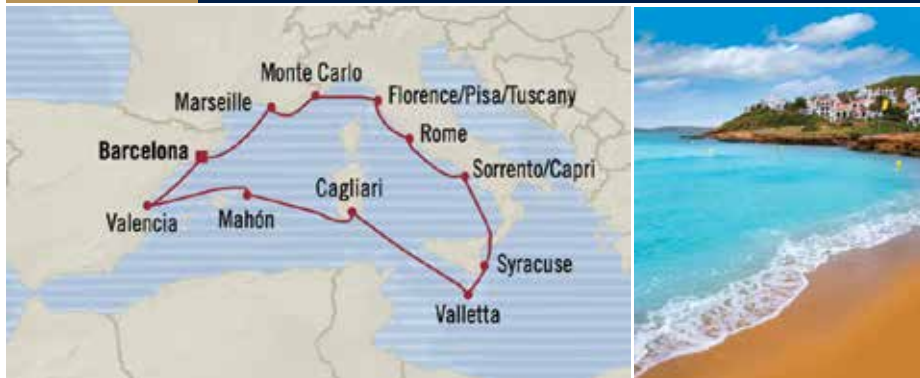 Monte Carlo
Marseille
Florence/Pisa/Tuscany
Barcelona
Rome
Sorrento/Capri
Cagliari
Valencia
Mahón
Syracuse
Valletta